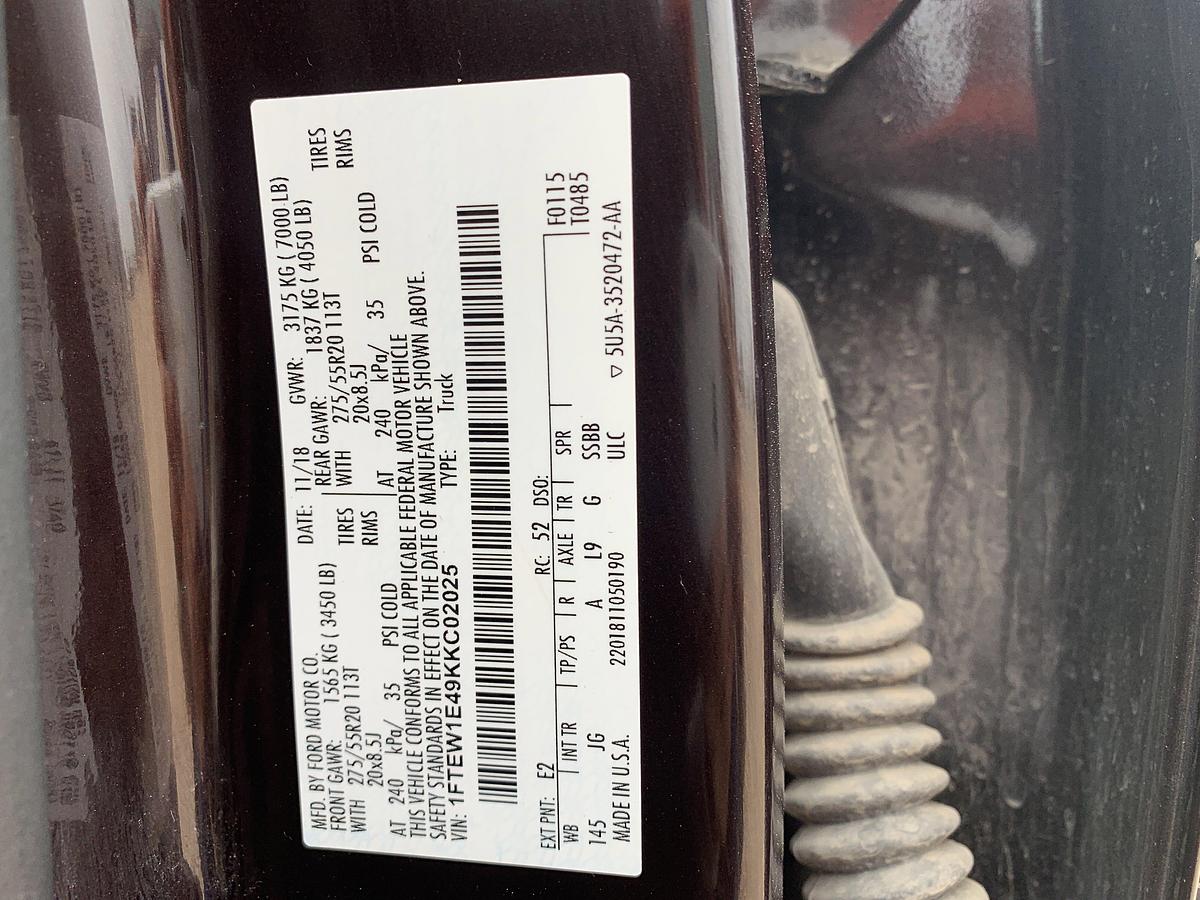 MFD. BY FORD MOTOR CO.
DATE: 11/18 GVWR: 3175 KG ( 7000 LB)
FRONT GAWR: 1565 KG ( 3450 LB) REAR GAWR: 1837 KG ( 4050 LB)
WITH 275/55R20 113T TIRES WITH 275/55R20 113T TIRES
20x8.5J RIMS 20x8.5J RIMS
AT 240 kPa/ 35 PSI COLD AT 240 kPa/ 35 PSI COLD
THIS VEHICLE CONFORMS TO ALL APPLICABLE FEDERAL MOTOR VEHICLE
SAFETY STANDARDS IN EFFECT ON THE DATE OF MANUFACTURE SHOWN ABOVE.
VIN: 1FTEW1E49KKC02025 TYPE: Truck
EXT PNT: E2 RC: 52 DSO: F0115
WB INT TR TP/PS R AXLE TR SPR T0485
145 JG A L9 G SSBB
MADE IN U.S.A. 220181105019O ULC ▽ 5U5A-3520472-AA